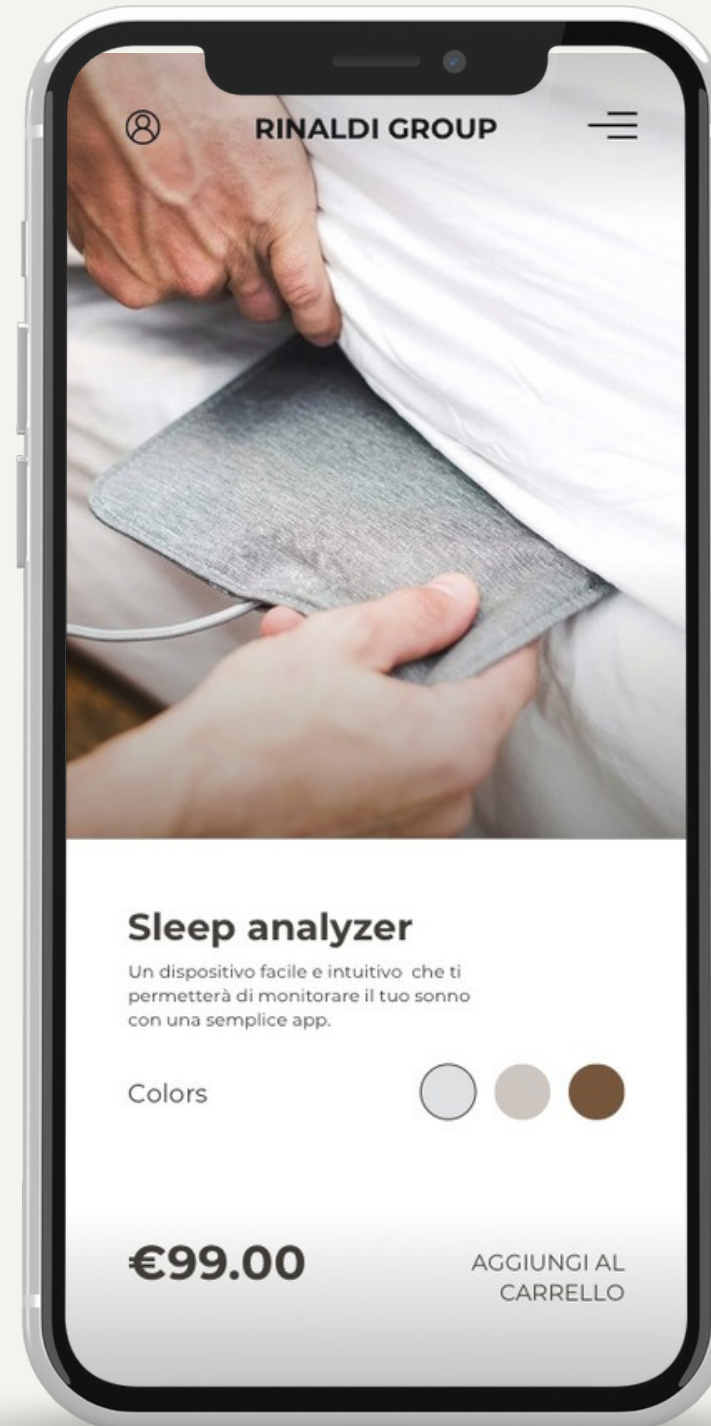 RINALDI GROUP
Sleep analyzer
Un dispositivo facile e intuitivo che ti
permetterà di monitorare il tuo sonno
con una semplice app.
Colors
€99.00
AGGIUNGI AL
CARRELLO